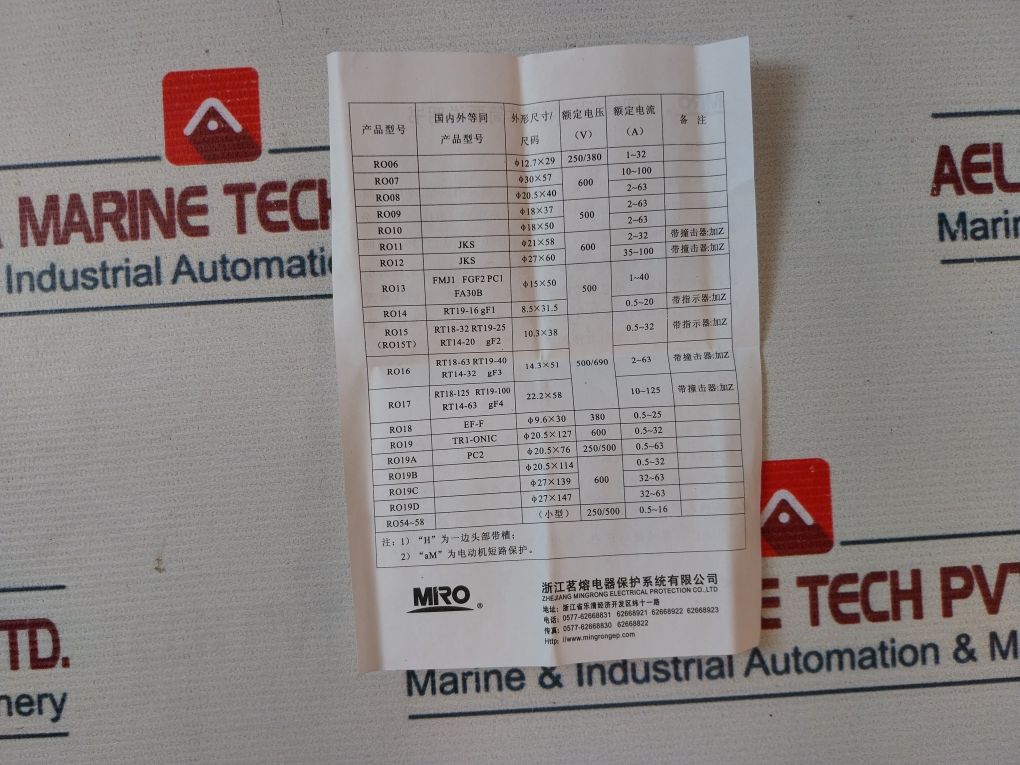 A MARINE TECH
Industrial Automati
AEL
Marin
产品型号 国内外等同产品型号 外形尺寸/尺码 额定电压(V) 额定电流(A) 备 注
RO06 φ12.7×29 250/380 1~32
RO07 φ30×57 600 10~100
RO08 φ20.5×40 2~63
RO09 φ18×37 500 2~63
RO10 φ18×50 2~63
RO11 JKS φ21×58 600 2~32 带撞击器:加Z
RO12 JKS φ27×60 35~100 带撞击器:加Z
RO13 FMJ1 FGF2 PC1 FA30B φ15×50 500 1~40
RO14 RT19-16 gF1 8.5×31.5 0.5~20 带指示器:加Z
RO15 (RO15T) RT18-32 RT19-25 RT14-20 gF2 10.3×38 500/690 0.5~32 带指示器:加Z
RO16 RT18-63 RT19-40 RT14-32 gF3 14.3×51 2~63 带撞击器:加Z
RO17 RT18-125 RT19-100 RT14-63 gF4 22.2×58 10~125 带撞击器:加Z
RO18 EF-F φ9.6×30 380 0.5~25
RO19 TR1-ONIC φ20.5×127 600 0.5~32
RO19A PC2 φ20.5×76 250/500 0.5~63
RO19B φ20.5×114 600 0.5~32
RO19C φ27×139 32~63
RO19D φ27×147 32~63
RO54~58 (小型) 250/500 0.5~16
注: 1) “H”为一边头部带槽;
2) “aM”为电动机短路保护。
MIRO®
浙江茗熔电器保护系统有限公司
ZHEJIANG MINGRONG ELECTRICAL PROTECTION CO.,LTD
地址: 浙江省乐清经济开发区纬十一路
电话: 0577-62668831 62668921 62668922 62668923
传真: 0577-62668830 62668822
Http: //www.mingrongep.com
TD.
nery
E TECH PVT
Marine & Industrial Automation & M